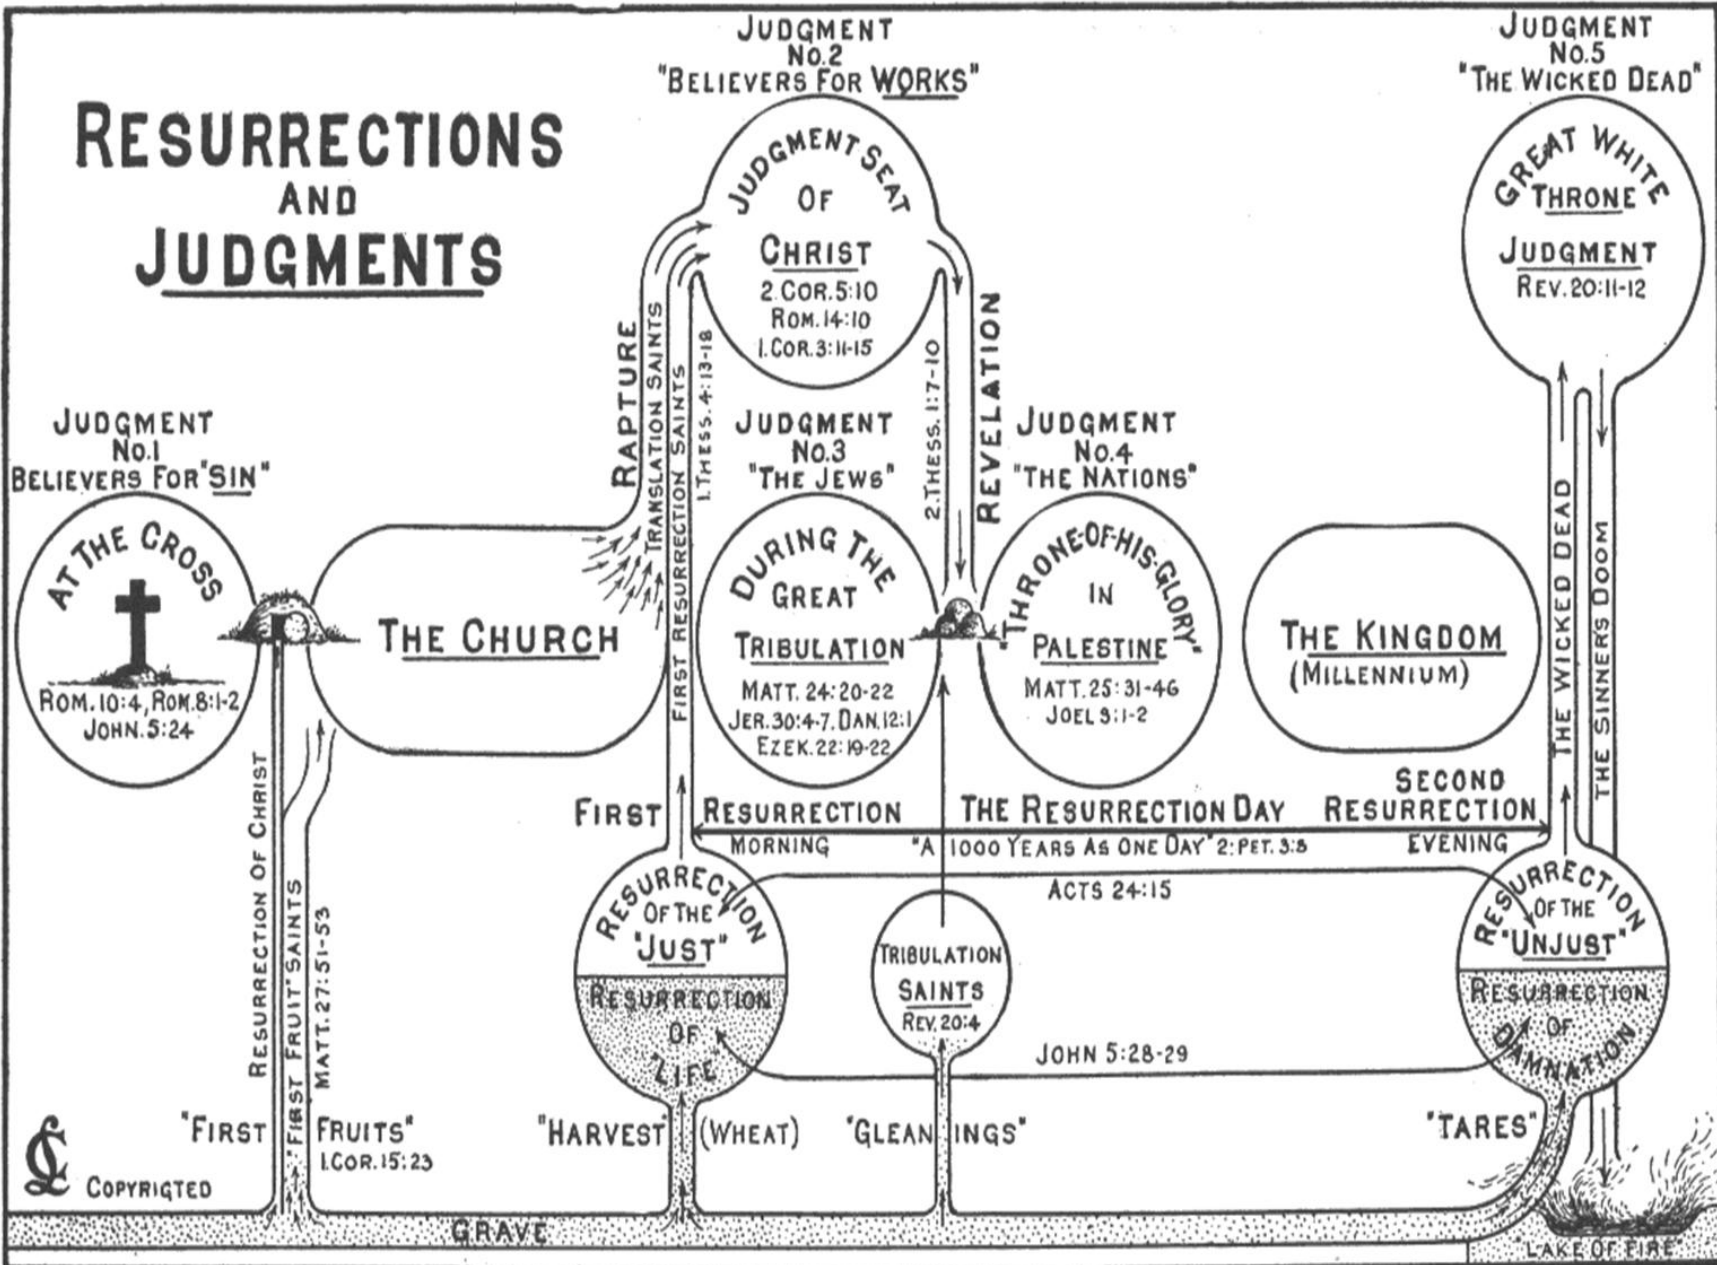 RESURRECTIONS
AND
JUDGMENTS
JUDGMENT
No.1
BELIEVERS FOR "SIN"
AT THE CROSS
ROM. 10:4, ROM. 8:1-2
JOHN. 5:24
THE CHURCH
RAPTURE
TRANSLATION SAINTS
FIRST RESURRECTION SAINTS
1. THESS. 4:13-18
JUDGMENT
No.2
"BELIEVERS FOR WORKS"
JUDGMENT SEAT
OF
CHRIST
2. COR. 5:10
ROM. 14:10
1. COR. 3:11-15
2. THESS. 1:7-10
REVELATION
JUDGMENT
No.3
"THE JEWS"
DURING THE
GREAT
TRIBULATION
MATT. 24:20-22
JER. 30:4-7. DAN. 12:1
EZEK. 22:19-22
JUDGMENT
No.4
"THE NATIONS"
"THRONE-OF-HIS-GLORY"
IN
PALESTINE
MATT. 25:31-46
JOEL 3:1-2
THE KINGDOM
(MILLENNIUM)
JUDGMENT
No.5
"THE WICKED DEAD"
GREAT WHITE
THRONE
JUDGMENT
REV. 20:11-12
THE WICKED DEAD
THE SINNER'S DOOM
FIRST RESURRECTION
THE RESURRECTION DAY
SECOND
RESURRECTION
MORNING
"A 1000 YEARS AS ONE DAY" 2: PET. 3:8
EVENING
ACTS 24:15
RESURRECTION OF CHRIST
"FIRST FRUIT" SAINTS
MATT. 27:51-53
RESURRECTION
OF THE
"JUST"
RESURRECTION
OF
"LIFE"
TRIBULATION
SAINTS
REV. 20:4
RESURRECTION
OF THE
"UNJUST"
RESURRECTION
OF
DAMNATION
JOHN 5:28-29
"FIRST FRUITS"
1. COR. 15:23
"HARVEST" (WHEAT)
"GLEANINGS"
"TARES"
COPYRIGTED
GRAVE
"LAKE OF FIRE"